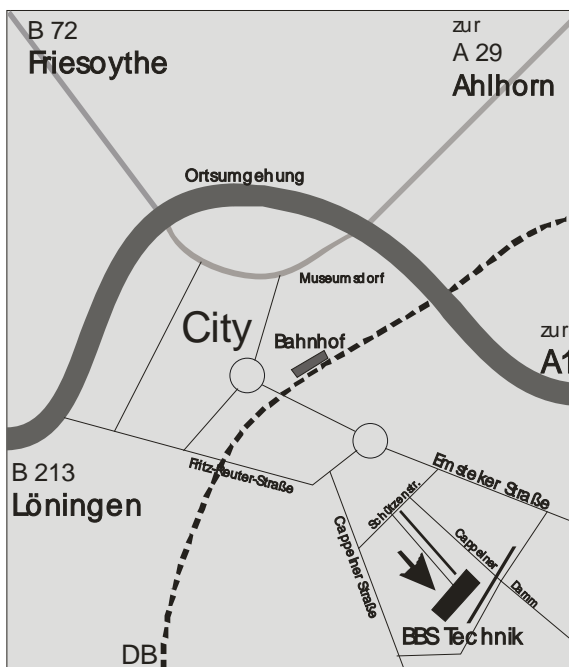 B 72
Friesoythe
zur
A 29
Ahlhorn
Ortsumgehung
Museumsdorf
City
Bahnhof
zur
A1
B 213
Löningen
Fritz-Reuter-Straße
Emsteker Straße
Schützenstr.
Cappelner Straße
Cappelner
Damm
BBS Technik
DB